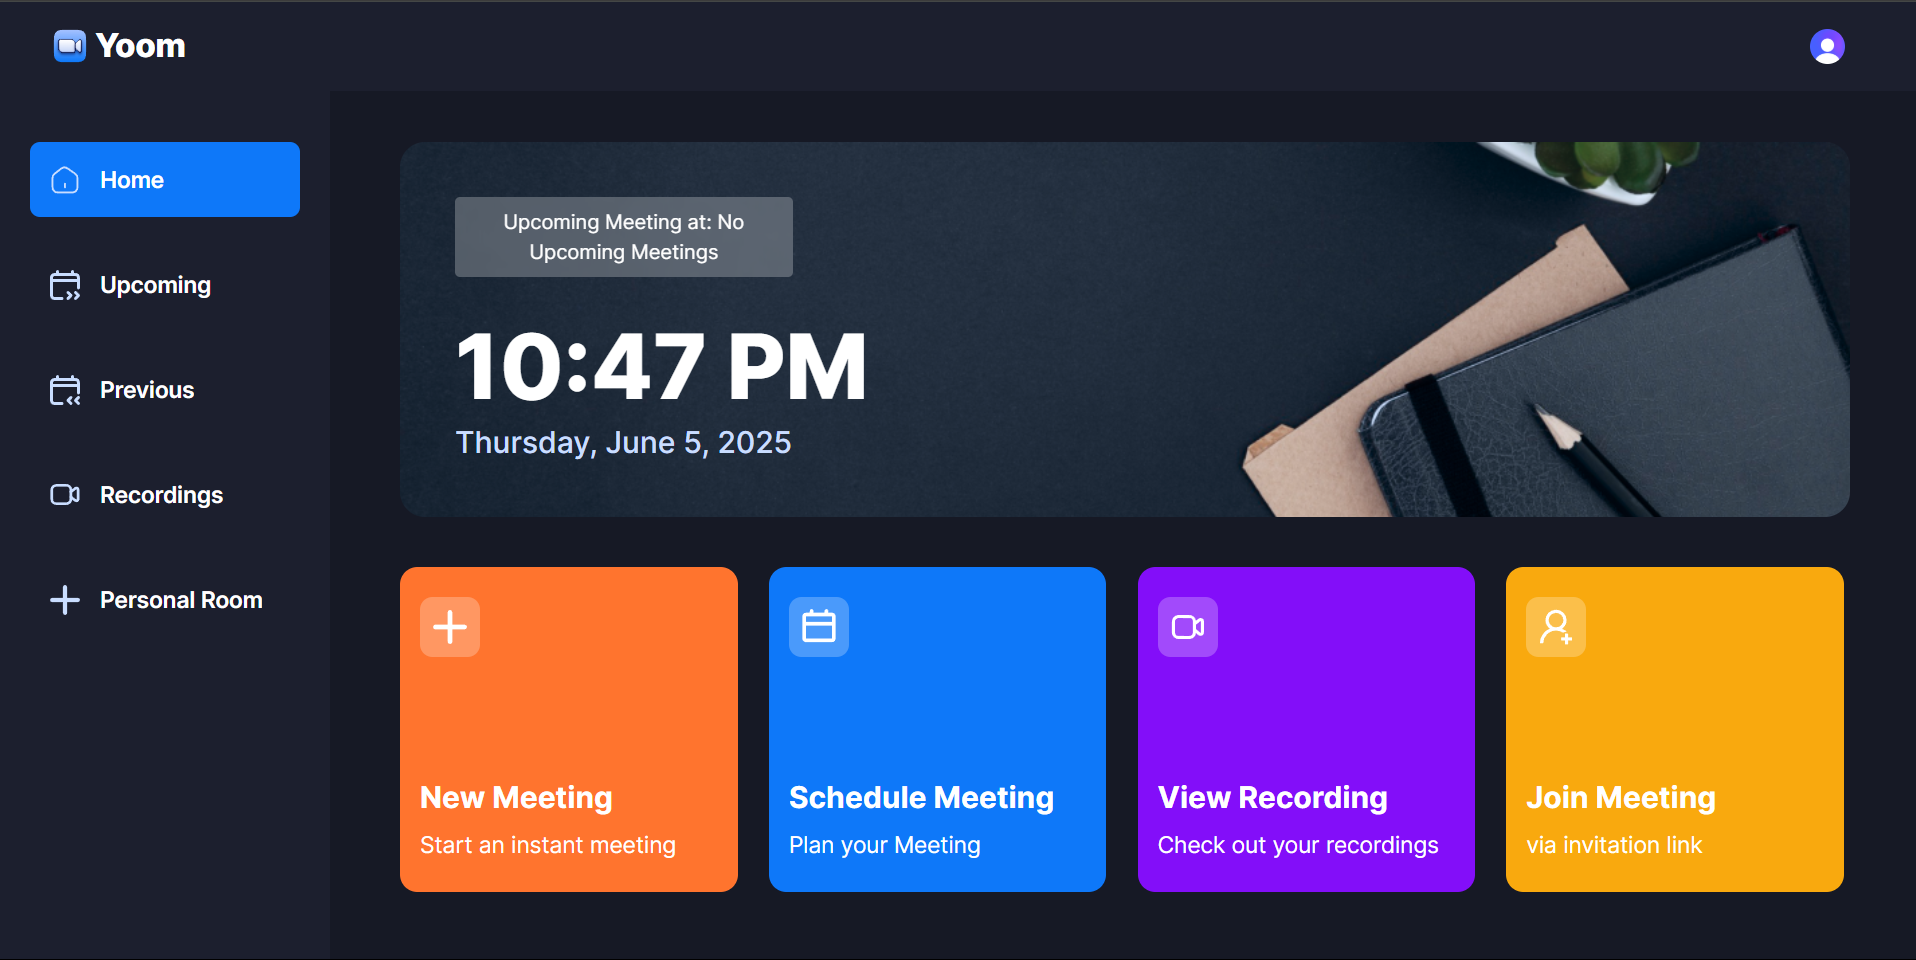 Yoom
Home
Upcoming
Previous
Recordings
Personal Room
Upcoming Meeting at: No
Upcoming Meetings
10:47 PM
Thursday, June 5, 2025
New Meeting
Start an instant meeting
Schedule Meeting
Plan your Meeting
View Recording
Check out your recordings
Join Meeting
via invitation link